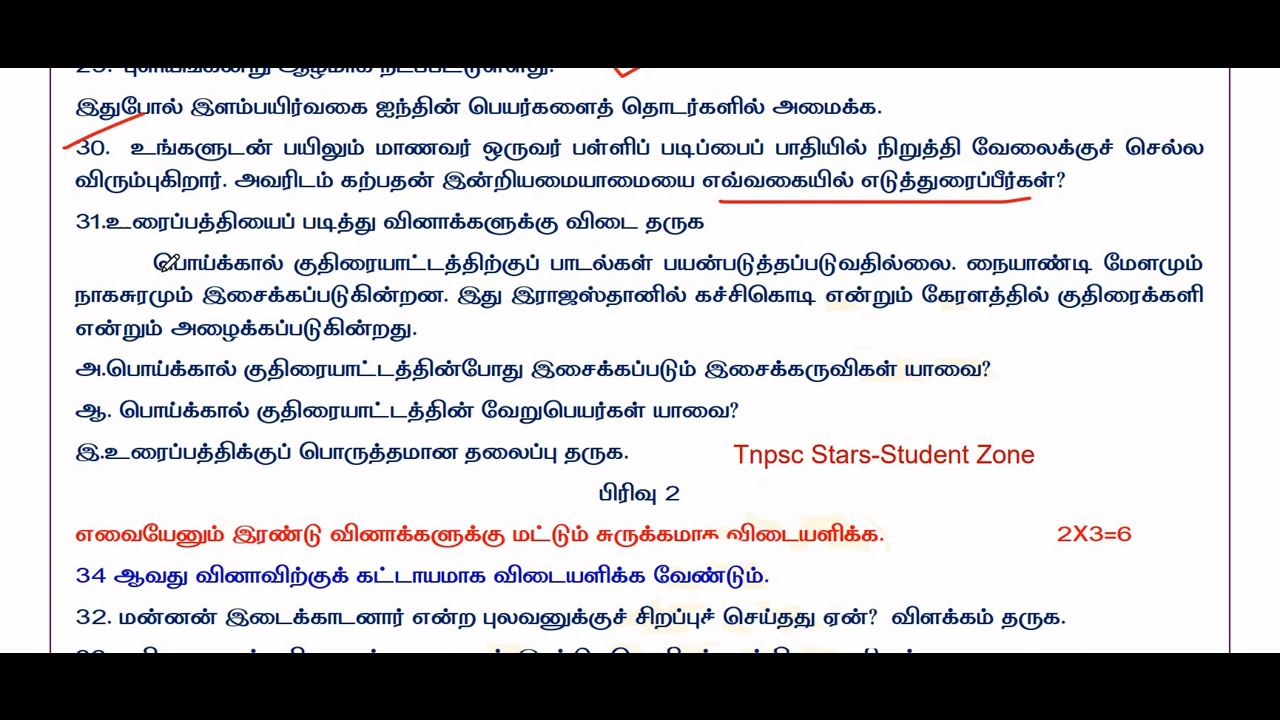 இதுபோல் இளம்பயிர்வகை ஐந்தின் பெயர்களைத் தொடர்களில் அமைக்க.
30. உங்களுடன் பயிலும் மாணவர் ஒருவர் பள்ளிப் படிப்பைப் பாதியில் நிறுத்தி வேலைக்குச் செல்ல
விரும்புகிறார். அவரிடம் கற்பதன் இன்றியமையாமையை எவ்வகையில் எடுத்துரைப்பீர்கள்?
31.உரைப்பத்தியைப் படித்து வினாக்களுக்கு விடை தருக
பொய்க்கால் குதிரையாட்டத்திற்குப் பாடல்கள் பயன்படுத்தப்படுவதில்லை. நையாண்டி மேளமும்
நாகசுரமும் இசைக்கப்படுகின்றன. இது இராஜஸ்தானில் கச்சிகொடி என்றும் கேரளத்தில் குதிரைக்களி
என்றும் அழைக்கப்படுகின்றது.
அ.பொய்க்கால் குதிரையாட்டத்தின்போது இசைக்கப்படும் இசைக்கருவிகள் யாவை?
ஆ. பொய்க்கால் குதிரையாட்டத்தின் வேறுபெயர்கள் யாவை?
இ.உரைப்பத்திக்குப் பொருத்தமான தலைப்பு தருக.
Tnpsc Stars-Student Zone
பிரிவு 2
எவையேனும் இரண்டு வினாக்களுக்கு மட்டும் சுருக்கமாக விடையளிக்க. 2X3=6
34 ஆவது வினாவிற்குக் கட்டாயமாக விடையளிக்க வேண்டும்.
32. மன்னன் இடைக்காடனார் என்ற புலவனுக்குச் சிறப்புச் செய்தது ஏன்? விளக்கம் தருக.